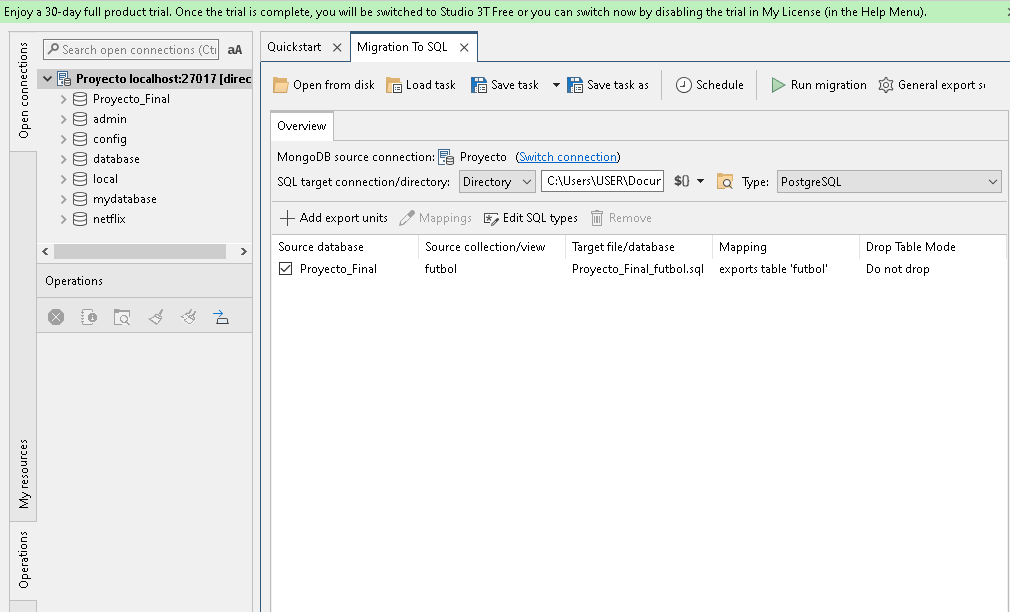 Enjoy a 30-day full product trial. Once the trial is complete, you will be switched to Studio 3T Free or you can switch now by disabling the trial in My License (in the Help Menu).
Open connections
My resources
Operations
Search open connections (Ct
aA
Proyecto localhost:27017 [direc
Proyecto_Final
admin
config
database
local
mydatabase
netflix
Operations
Quickstart
Migration To SQL
Open from disk
Load task
Save task
Save task as
Schedule
Run migration
General export s
Overview
MongoDB source connection: Proyecto (Switch connection)
SQL target connection/directory: Directory C:\Users\USER\Docur ${} Type: PostgreSQL
Add export units Mappings Edit SQL types Remove
Source database Source collection/view Target file/database Mapping Drop Table Mode
Proyecto_Final futbol Proyecto_Final_futbol.sql exports table 'futbol' Do not drop